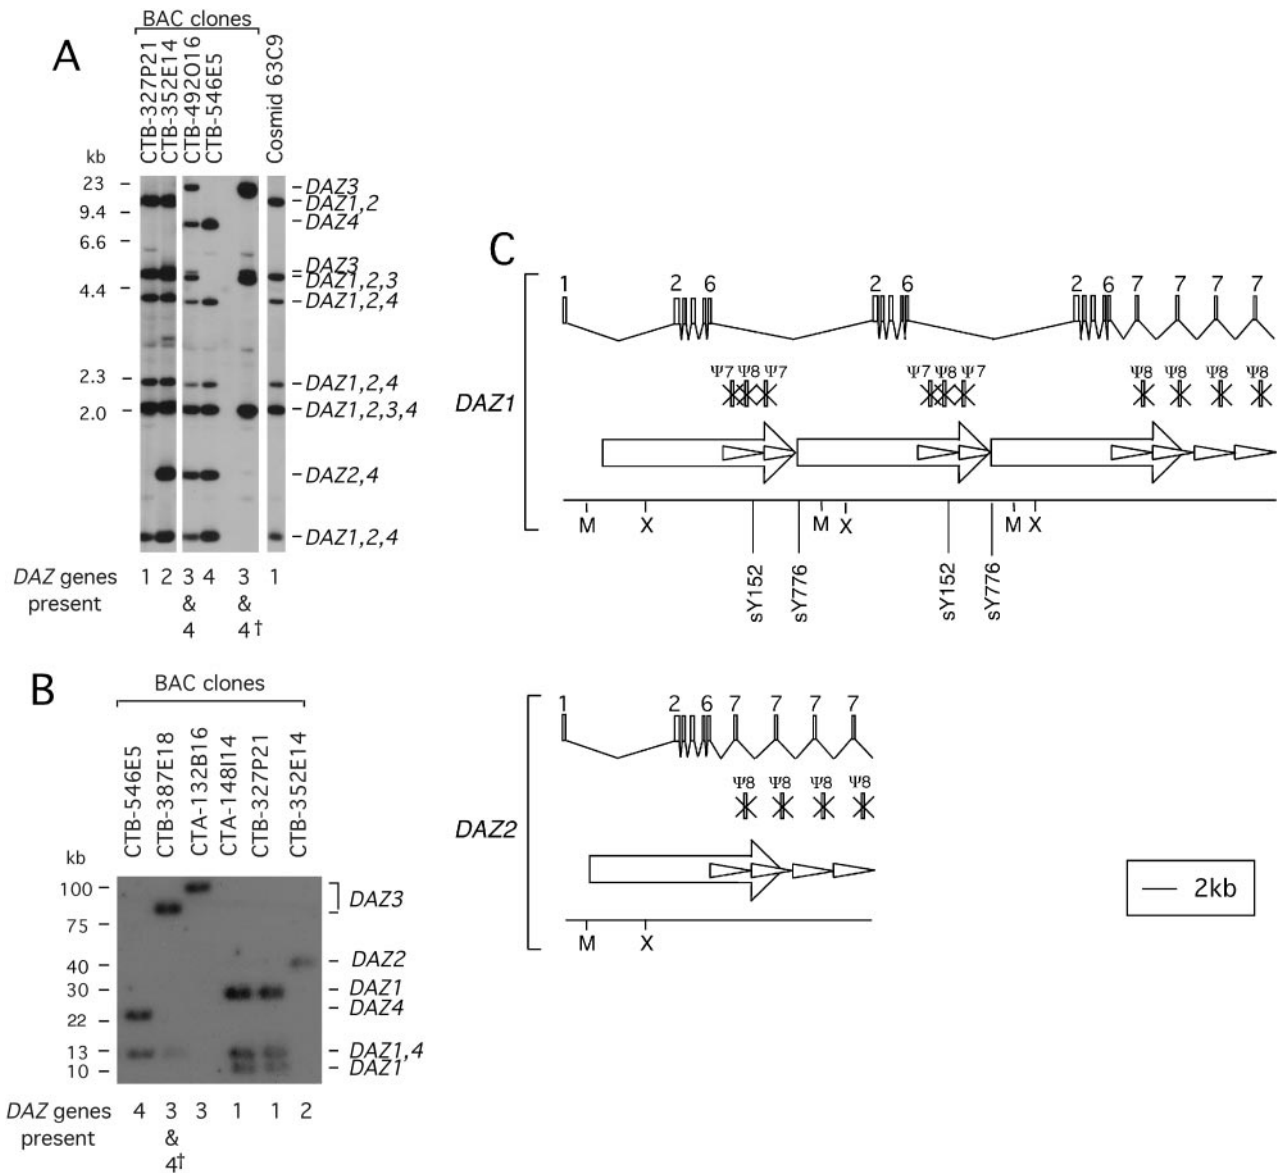 A
BAC clones
CTB-327P21
CTB-352E14
CTB-492O16
CTB-546E5
Cosmid 63C9
kb
23
9.4
6.6
4.4
2.3
2.0
DAZ3
DAZ1,2
DAZ4
DAZ3
DAZ1,2,3
DAZ1,2,4
DAZ1,2,4
DAZ1,2,3,4
DAZ2,4
DAZ1,2,4
DAZ genes 1 2 3 4 3 1
present & &
4 4†
B
BAC clones
CTB-546E5
CTB-387E18
CTA-132B16
CTA-148I14
CTB-327P21
CTB-352E14
kb
100
75
40
30
22
13
10
DAZ3
DAZ2
DAZ1
DAZ4
DAZ1,4
DAZ1
DAZ genes 4 3 3 1 1 2
present &
4†
C
DAZ1
1 2 6 2 6 2 6 7 7 7 7
Ψ7 Ψ8 Ψ7 Ψ7 Ψ8 Ψ7 Ψ8 Ψ8 Ψ8 Ψ8
M X M X M X
sY152 sY776 sY152 sY776
DAZ2
1 2 6 7 7 7 7
Ψ8 Ψ8 Ψ8 Ψ8
M X
2kb